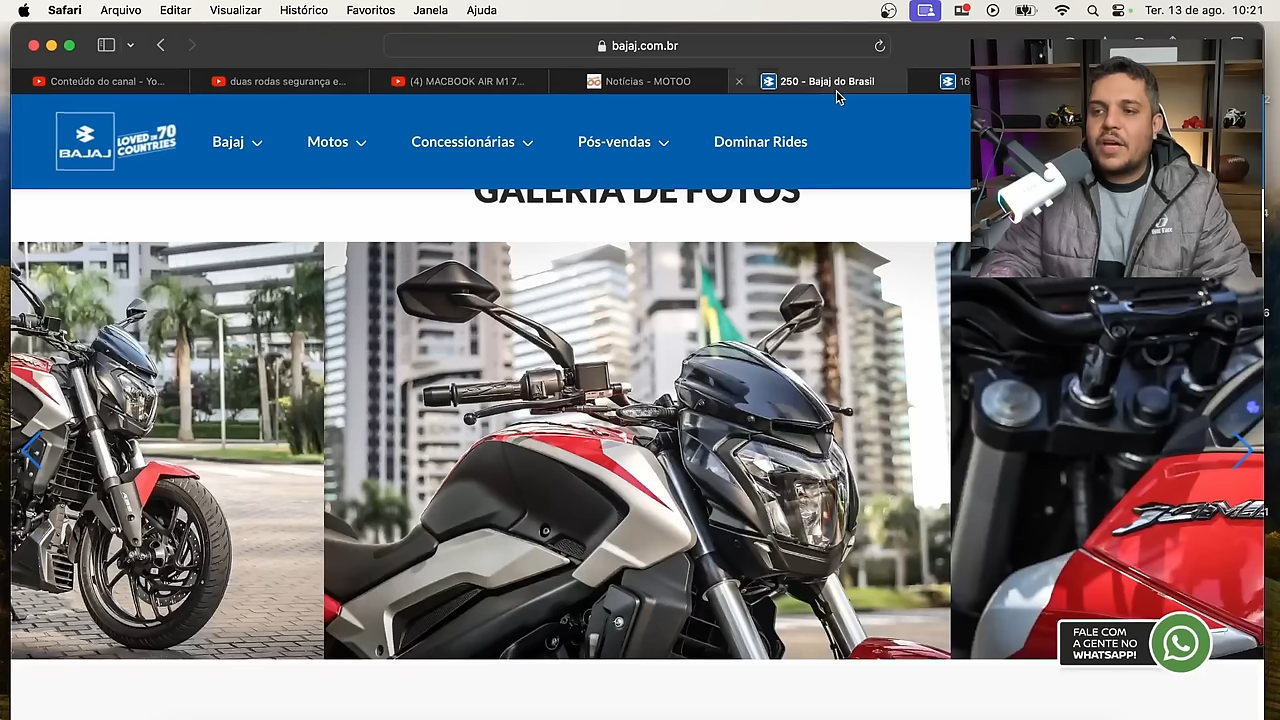 Safari Arquivo Editar Visualizar Histórico Favoritos Janela Ajuda Ter. 13 de ago. 10:21
bajaj.com.br
Conteúdo do canal - Yo...
duas rodas segurança e...
(4) MACBOOK AIR M1 7...
Notícias - MOTOO
250 - Bajaj do Brasil
16
BAJAJ
LOVED IN 70
COUNTRIES
Bajaj
Motos
Concessionárias
Pós-vendas
Dominar Rides
GALERIA DE FOTOS
FALE COM
A GENTE NO
WHATSAPP!